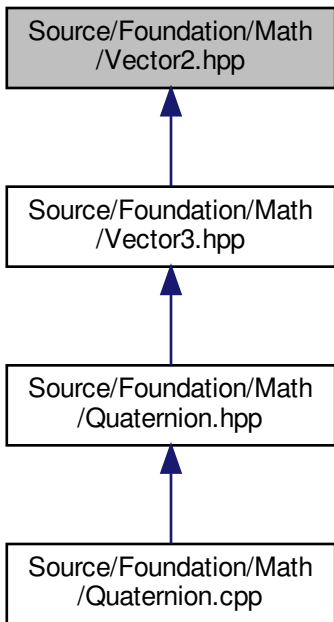 Source/Foundation/Math
/Vector2.hpp
Source/Foundation/Math
/Vector3.hpp
Source/Foundation/Math
/Quaternion.hpp
Source/Foundation/Math
/Quaternion.cpp